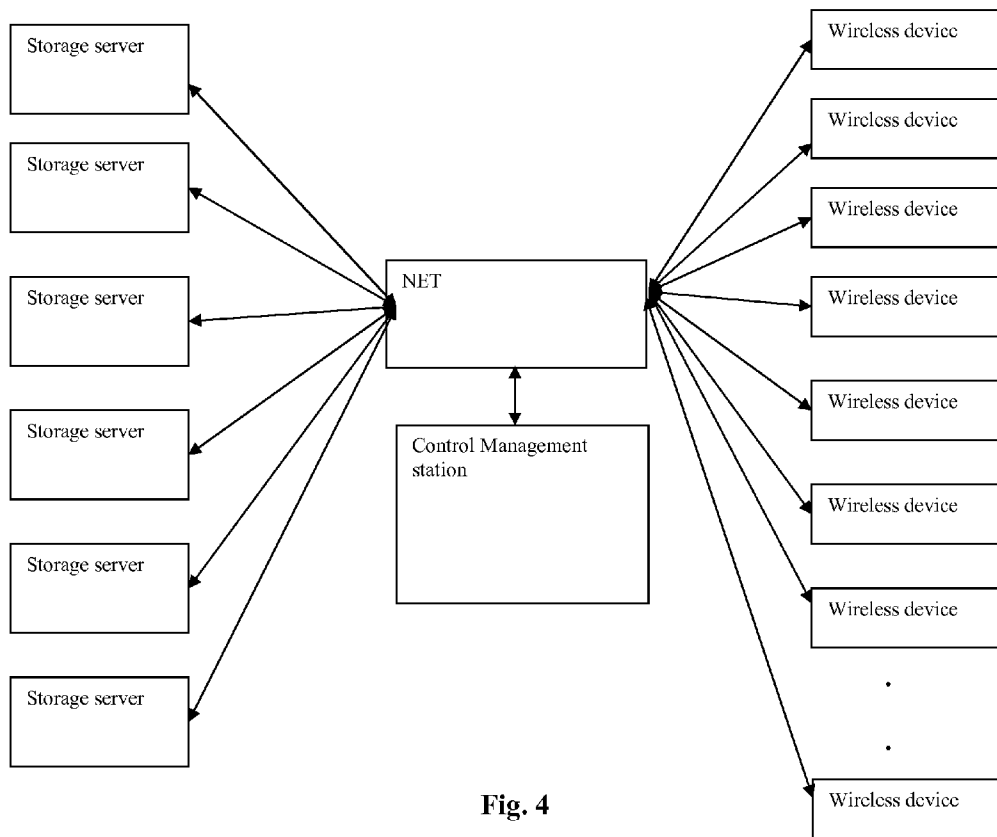 Storage server
Storage server
Storage server
Storage server
Storage server
Storage server
NET
Control Management
station
Wireless device
Wireless device
Wireless device
Wireless device
Wireless device
Wireless device
Wireless device
.
.
Wireless device
Fig. 4